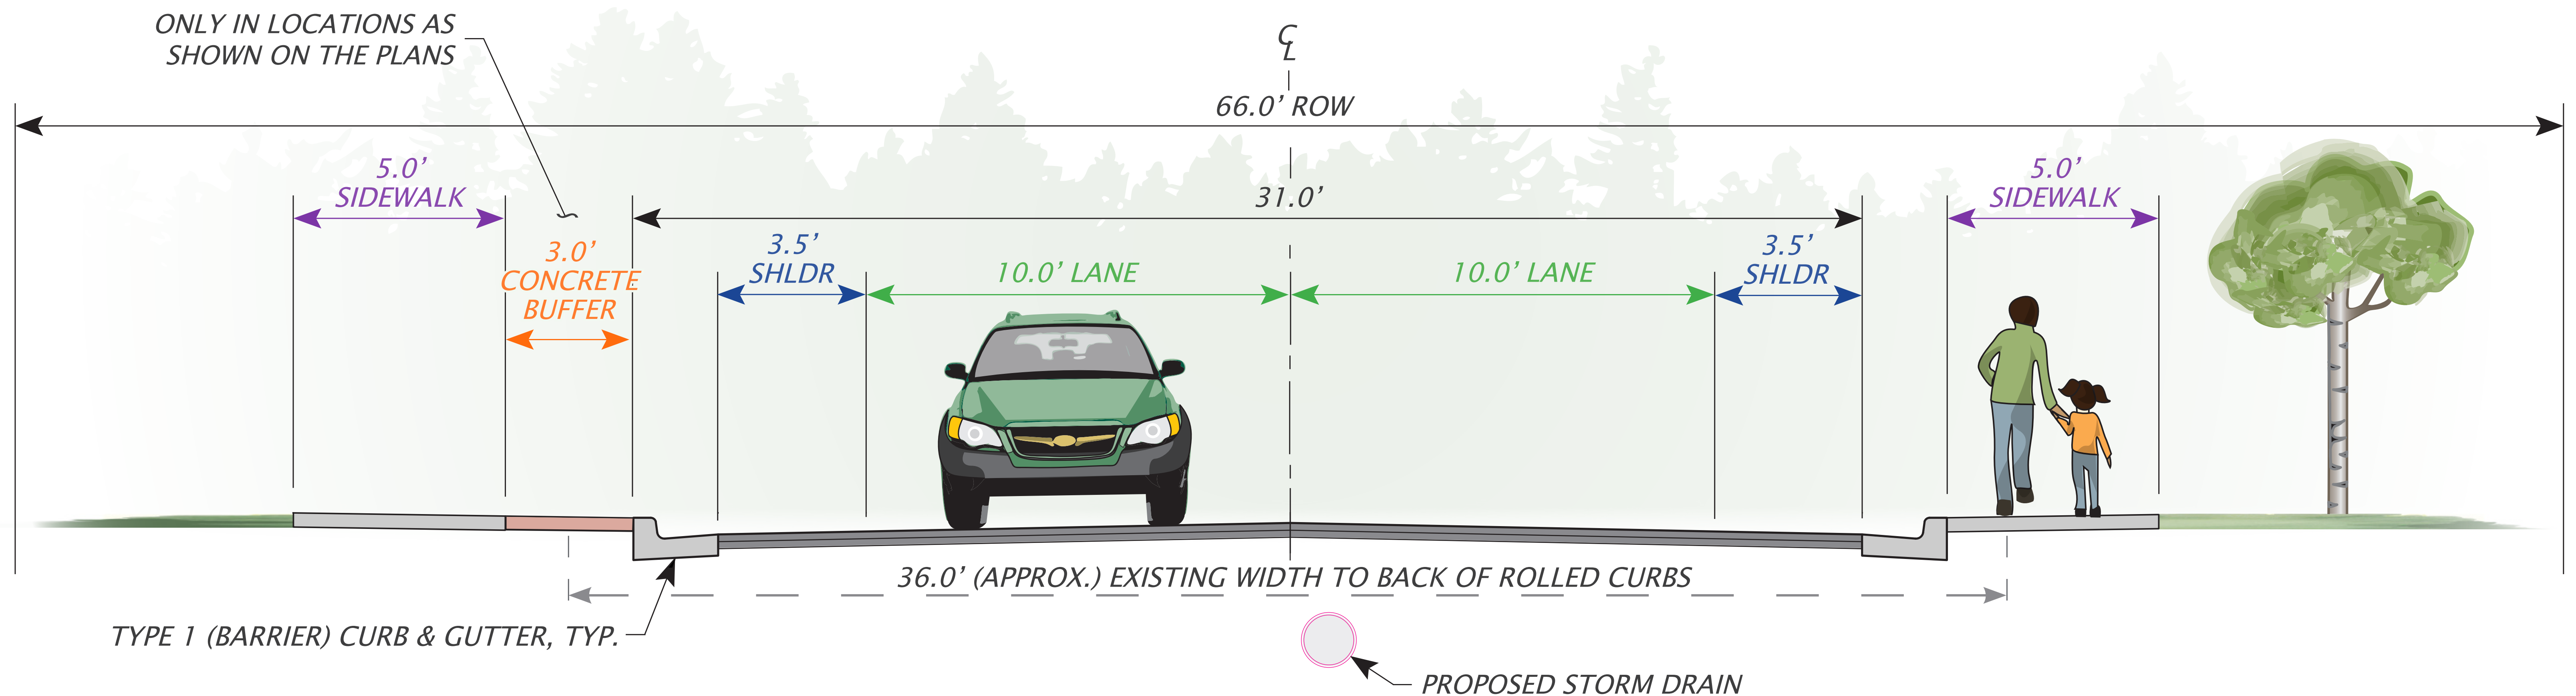 ONLY IN LOCATIONS AS
SHOWN ON THE PLANS
CL
66.0’ ROW
5.0’
SIDEWALK
31.0’
5.0’
SIDEWALK
3.0’
CONCRETE
BUFFER
3.5’
SHLDR
10.0’ LANE
10.0’ LANE
3.5’
SHLDR
36.0’ (APPROX.) EXISTING WIDTH TO BACK OF ROLLED CURBS
TYPE 1 (BARRIER) CURB & GUTTER, TYP.
PROPOSED STORM DRAIN